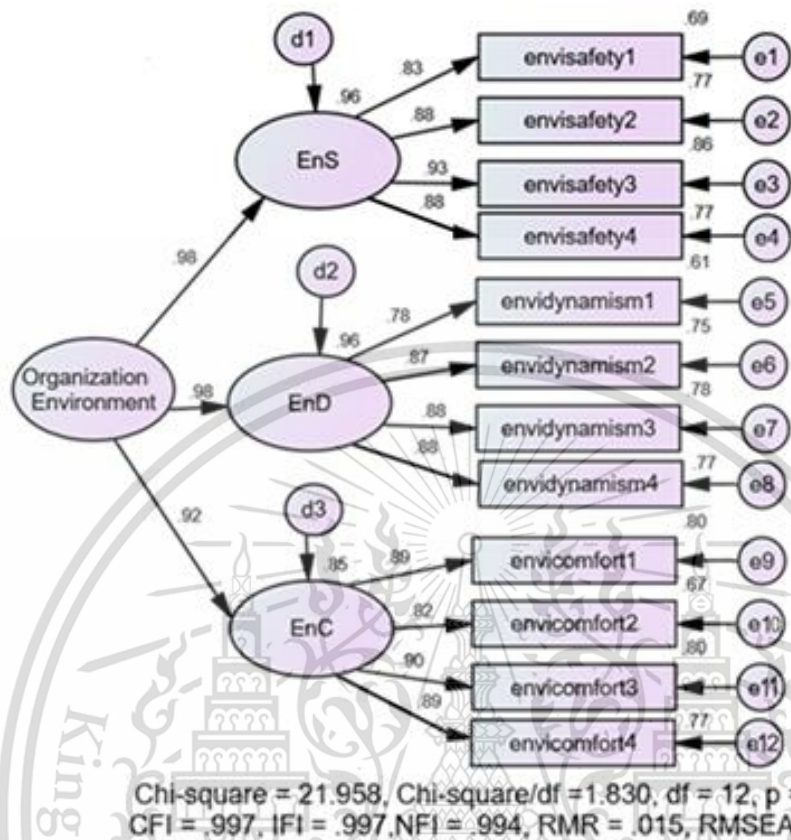 d1
.96
EnS
.83
envisafety1
.69
e1
.88
envisafety2
.77
e2
.93
envisafety3
.86
e3
.88
envisafety4
.77
e4
.98
Organization
Environment
d2
.98
.96
EnD
.78
envidynamism1
.61
e5
.87
envidynamism2
.75
e6
.88
envidynamism3
.78
e7
.88
envidynamism4
.77
e8
.92
d3
.85
EnC
.89
envicomfort1
.80
e9
.82
envicomfort2
.67
e10
.90
envicomfort3
.80
e11
.89
envicomfort4
.77
e12
King
Chi-square = 21.958, Chi-square/df =1.830, df = 12, p =
CFI = .997, IFI = .997,NFI = .994, RMR = .015, RMSEA